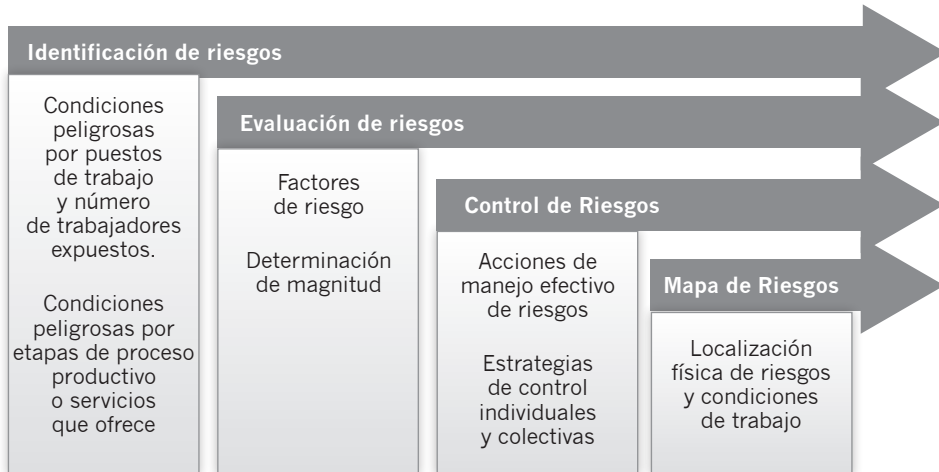 Identificación de riesgos
Condiciones
peligrosas
por puestos
de trabajo
y número
de trabajadores
expuestos.
Condiciones
peligrosas por
etapas de proceso
productivo
o servicios
que ofrece
Evaluación de riesgos
Factores
de riesgo
Determinación
de magnitud
Control de Riesgos
Acciones de
manejo efectivo
de riesgos
Estrategias
de control
individuales
y colectivas
Mapa de Riesgos
Localización
física de riesgos
y condiciones
de trabajo